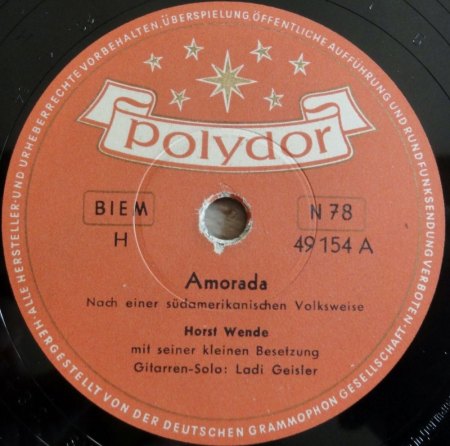 ALLE HERSTELLER- UND URHEBERRECHTE VORBEHALTEN. ÜBERSPIELUNG, ÖFFENTLICHE AUFFÜHRUNG UND RUNDFUNKSENDUNG VERBOTEN.
polydor
BIEM
N 78
H
49 154 A
Amorada
Nach einer südamerikanischen Volksweise
Horst Wende
mit seiner kleinen Besetzung
Gitarren-Solo: Ladi Geisler
HERGESTELLT VON DER DEUTSCHEN GRAMMOPHON GESELLSCHAFT